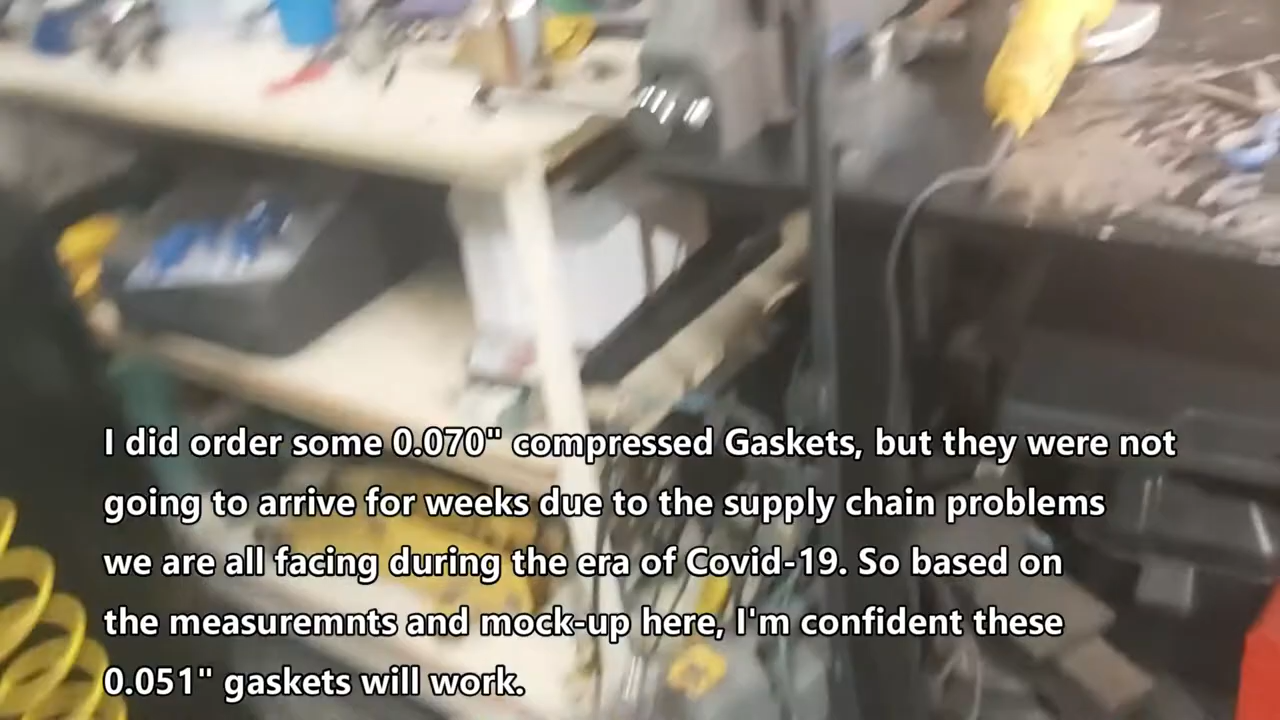 I did order some 0.070" compressed Gaskets, but they were not
going to arrive for weeks due to the supply chain problems
we are all facing during the era of Covid-19. So based on
the measuremnts and mock-up here, I'm confident these
0.051" gaskets will work.